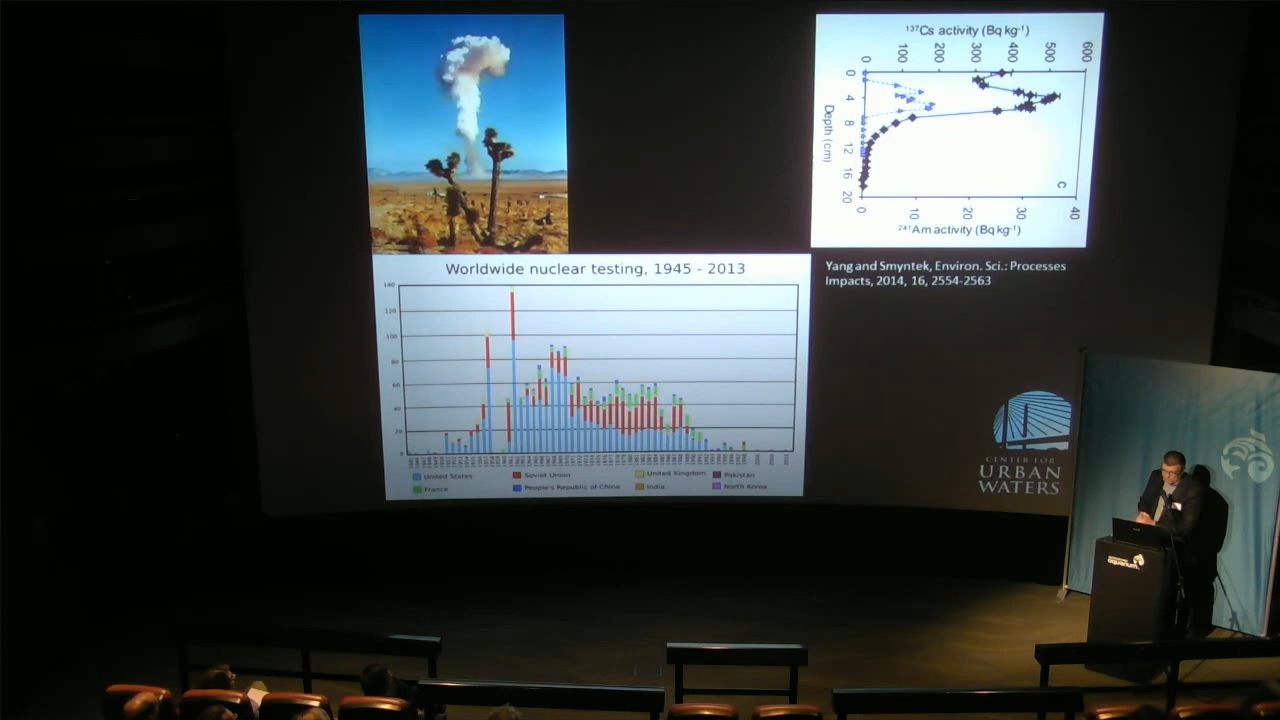 ¹³⁷Cs activity (Bq kg⁻¹)
0 100 200 300 400 500 600
0
4
8
12
16
20
Depth (cm)
C
0 10 20 30 40
²⁴¹Am activity (Bq kg⁻¹)
Yang and Smyntek, Environ. Sci.: Processes
Impacts, 2014, 16, 2554-2563
Worldwide nuclear testing, 1945 - 2013
140
120
100
80
60
40
20
0
United States Soviet Union United Kingdom Pakistan
France People's Republic of China India North Korea
CENTER FOR
URBAN
WATERS
aquarium